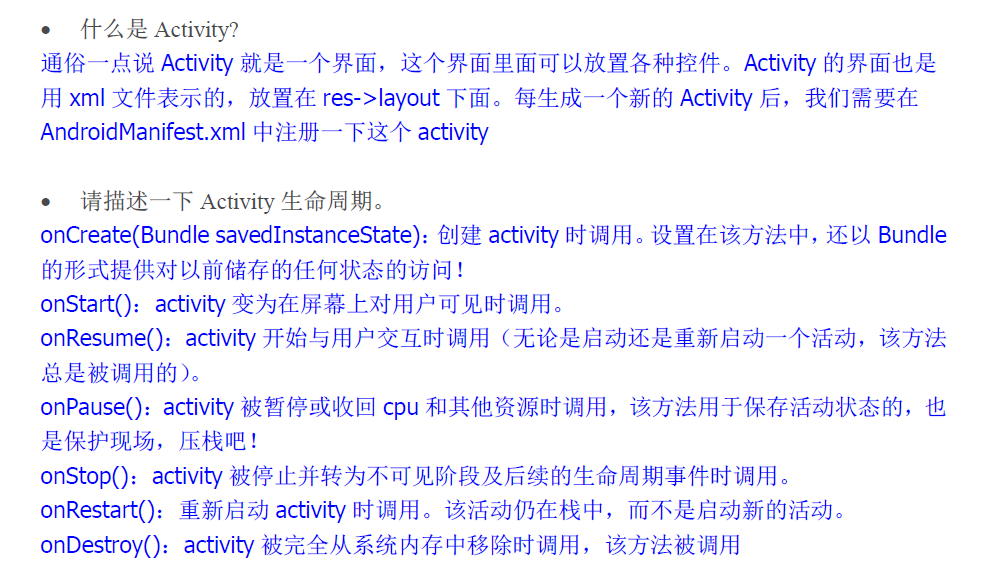 • 什么是 Activity?
通俗一点说 Activity 就是一个界面，这个界面里面可以放置各种控件。Activity 的界面也是
用 xml 文件表示的，放置在 res->layout 下面。每生成一个新的 Activity 后，我们需要在
AndroidManifest.xml 中注册一下这个 activity
• 请描述一下 Activity 生命周期。
onCreate(Bundle savedInstanceState)：创建 activity 时调用。设置在该方法中，还以 Bundle
的形式提供对以前储存的任何状态的访问！
onStart()：activity 变为在屏幕上对用户可见时调用。
onResume()：activity 开始与用户交互时调用（无论是启动还是重新启动一个活动，该方法
总是被调用的）。
onPause()：activity 被暂停或收回 cpu 和其他资源时调用，该方法用于保存活动状态的，也
是保护现场，压栈吧！
onStop()：activity 被停止并转为不可见阶段及后续的生命周期事件时调用。
onRestart()：重新启动 activity 时调用。该活动仍在栈中，而不是启动新的活动。
onDestroy()：activity 被完全从系统内存中移除时调用，该方法被调用